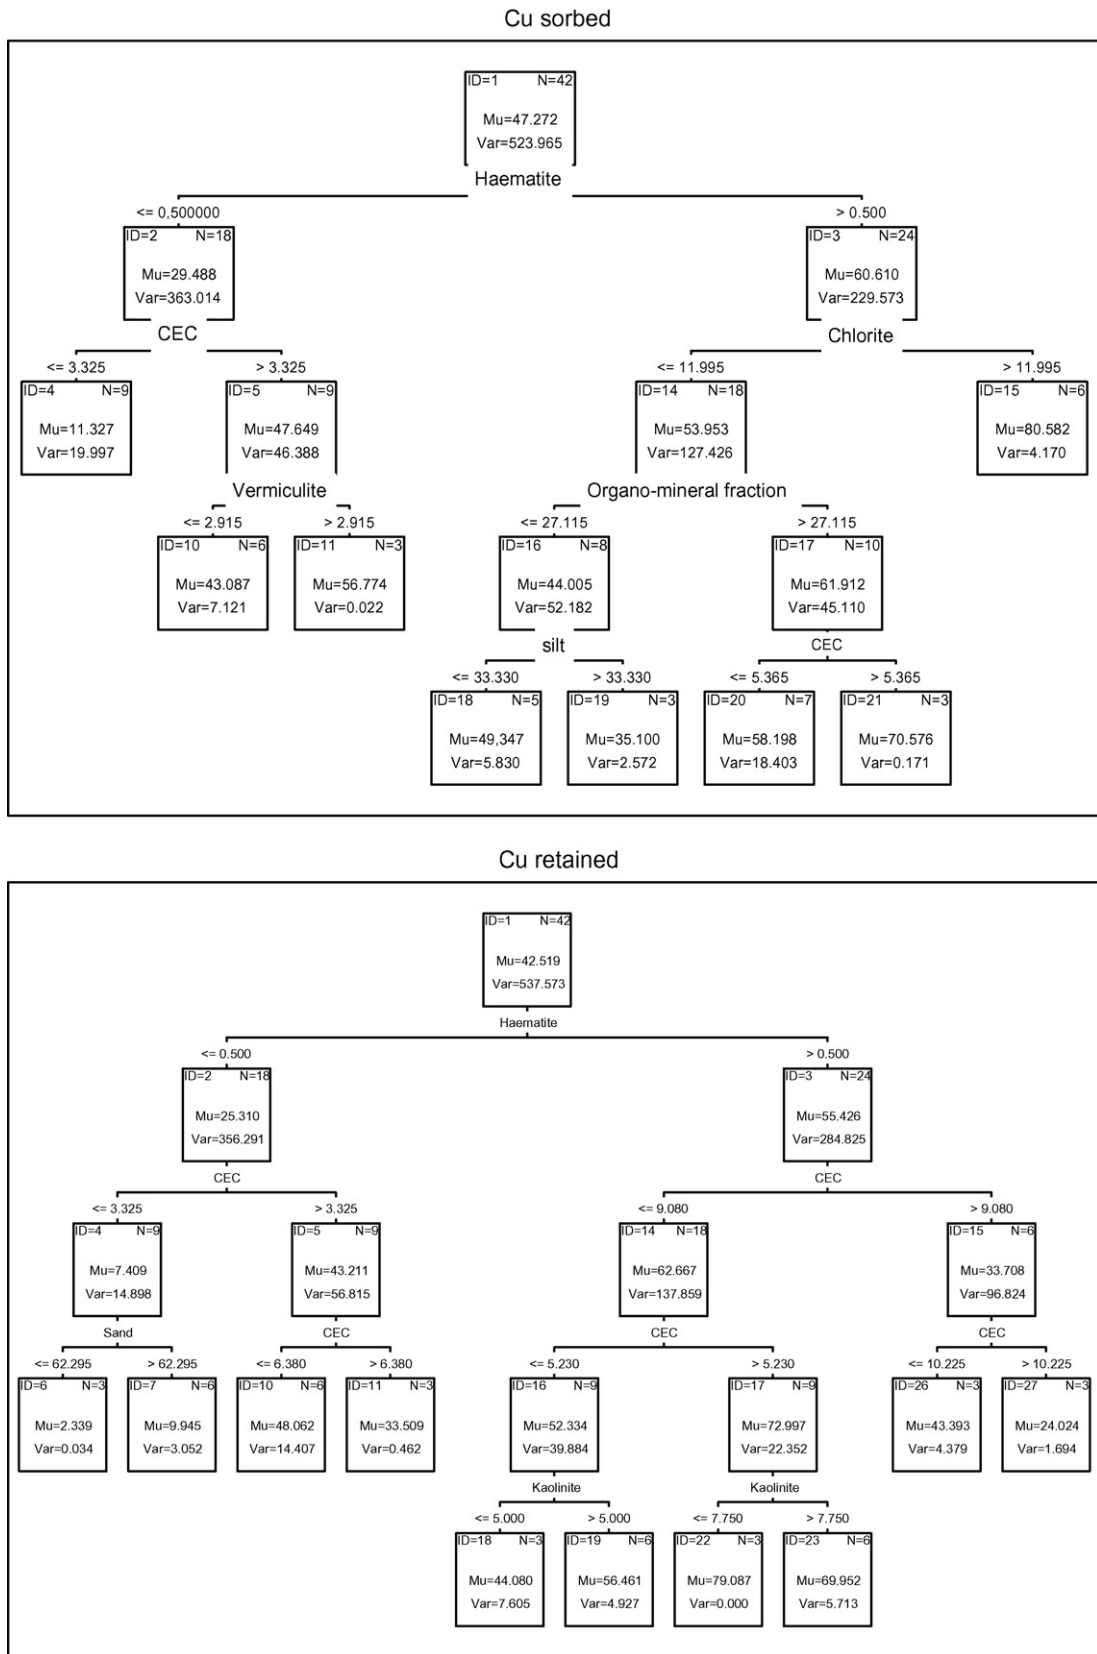 Cu sorbed
ID=1 N=42
Mu=47.272
Var=523.965
Haematite
<= 0,500000 > 0.500
ID=2 N=18 ID=3 N=24
Mu=29.488 Mu=60.610
Var=363.014 Var=229.573
CEC Chlorite
<= 3.325 > 3.325 <= 11.995 > 11.995
ID=4 N=9 ID=5 N=9 ID=14 N=18 ID=15 N=6
Mu=11.327 Mu=47.649 Mu=53.953 Mu=80.582
Var=19.997 Var=46.388 Var=127.426 Var=4.170
Vermiculite Organo-mineral fraction
<= 2.915 > 2.915 <= 27.115 > 27.115
ID=10 N=6 ID=11 N=3 ID=16 N=8 ID=17 N=10
Mu=43.087 Mu=56.774 Mu=44.005 Mu=61.912
Var=7.121 Var=0.022 Var=52.182 Var=45.110
silt CEC
<= 33.330 > 33.330 <= 5.365 > 5.365
ID=18 N=5 ID=19 N=3 ID=20 N=7 ID=21 N=3
Mu=49,347 Mu=35.100 Mu=58.198 Mu=70.576
Var=5.830 Var=2.572 Var=18.403 Var=0.171
Cu retained
ID=1 N=42
Mu=42.519
Var=537.573
Haematite
<= 0.500 > 0.500
ID=2 N=18 ID=3 N=24
Mu=25.310 Mu=55.426
Var=356.291 Var=284.825
CEC CEC
<= 3.325 > 3.325 <= 9.080 > 9.080
ID=4 N=9 ID=5 N=9 ID=14 N=18 ID=15 N=6
Mu=7.409 Mu=43.211 Mu=62.667 Mu=33.708
Var=14.898 Var=56.815 Var=137.859 Var=96.824
Sand CEC CEC CEC
<= 62.295 > 62.295 <= 6.380 > 6.380 <= 5.230 > 5.230 <= 10.225 > 10.225
ID=6 N=3 ID=7 N=6 ID=10 N=6 ID=11 N=3 ID=16 N=9 ID=17 N=9 ID=26 N=3 ID=27 N=3
Mu=2.339 Mu=9.945 Mu=48.062 Mu=33.509 Mu=52.334 Mu=72.997 Mu=43.393 Mu=24.024
Var=0.034 Var=3.052 Var=14.407 Var=0.462 Var=39.884 Var=22.352 Var=4.379 Var=1.694
Kaolinite Kaolinite
<= 5.000 > 5.000 <= 7.750 > 7.750
ID=18 N=3 ID=19 N=6 ID=22 N=3 ID=23 N=6
Mu=44.080 Mu=56.461 Mu=79.087 Mu=69.952
Var=7.605 Var=4.927 Var=0.000 Var=5.713